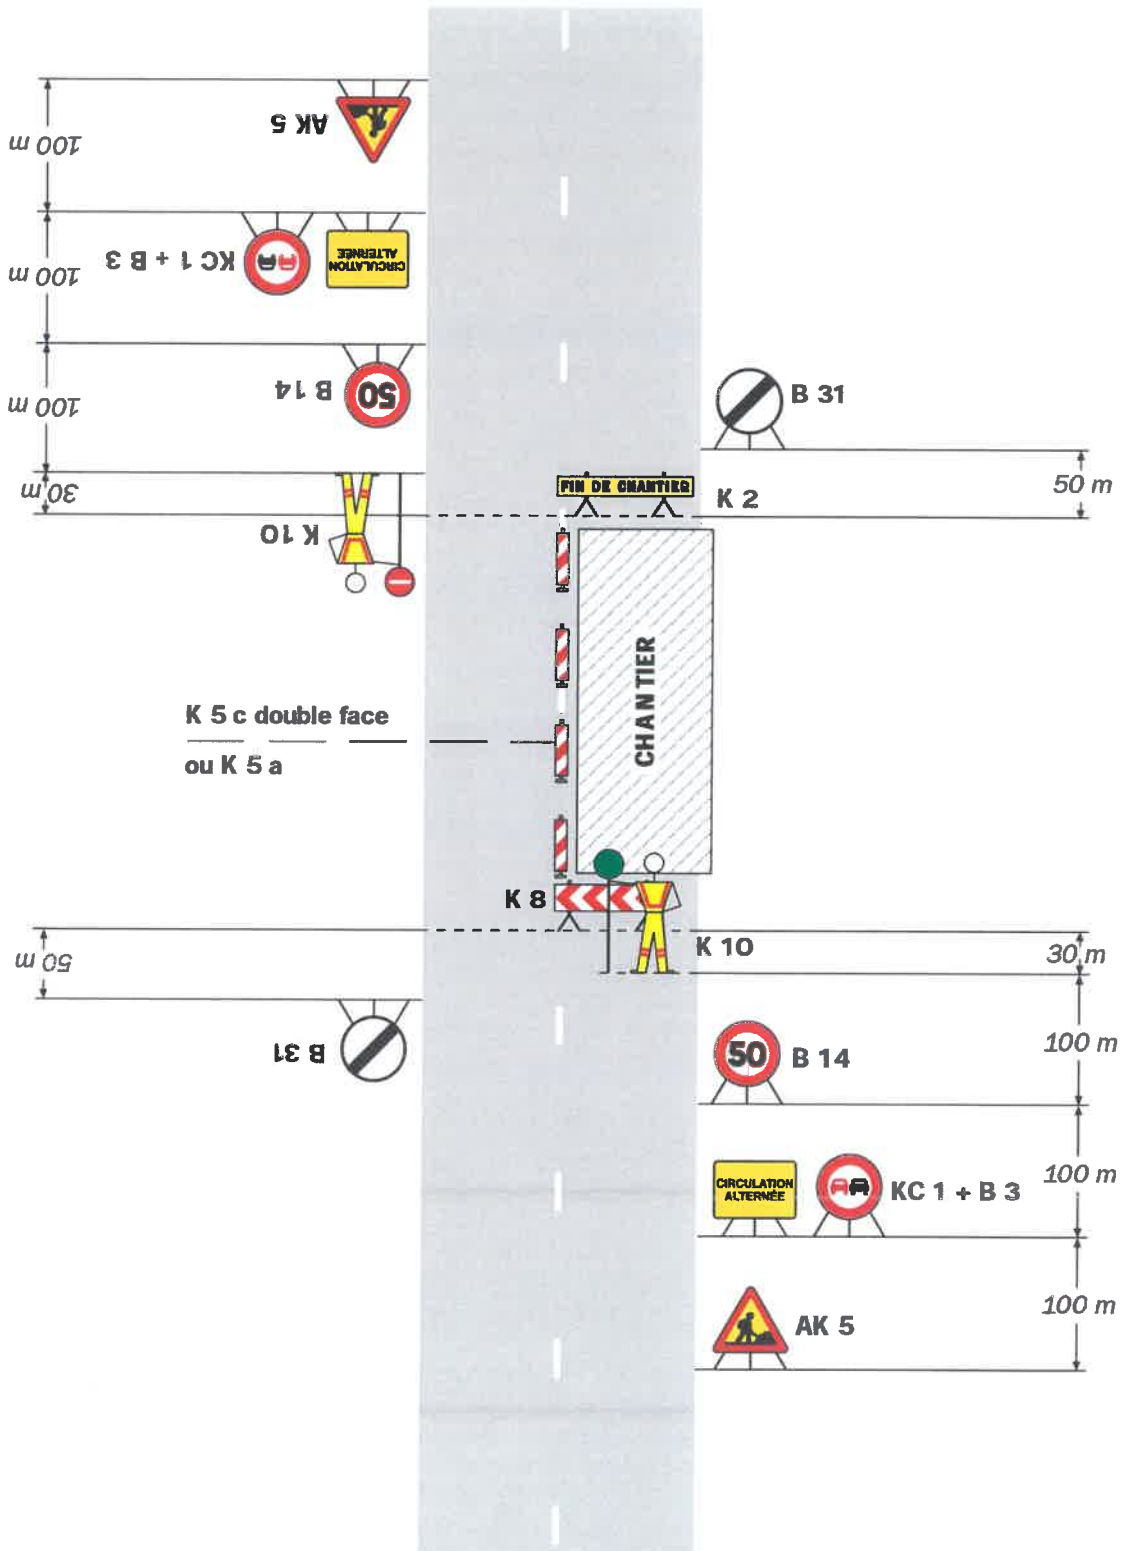 AK 5
100 m
KC 1 + B 3
CIRCULATION
ALTERNÉE
100 m
B 14
50
100 m
B 31
30 m
K 10
FIN DE CHANTIER
K 2
50 m
CHANTIER
K 5 c double face
ou K 5 a
K 8
K 10
30 m
50 m
B 31
50
B 14
100 m
CIRCULATION
ALTERNÉE
KC 1 + B 3
100 m
AK 5
100 m